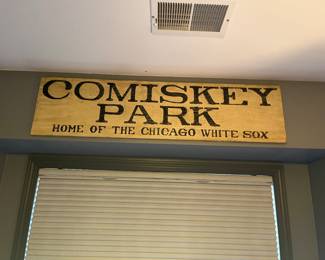 COMISKEY
PARK
HOME OF THE CHICAGO WHITE SOX